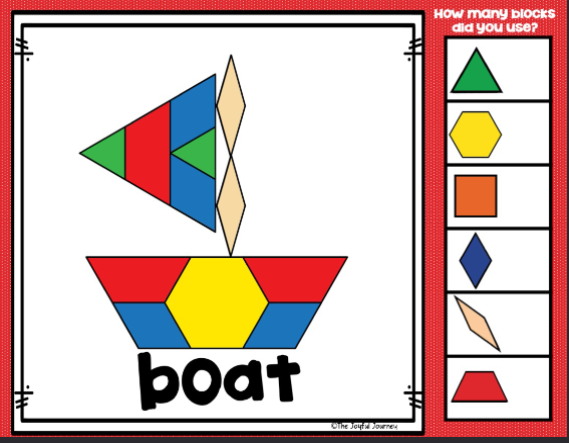 How many blocks
did you use?
boat
©The Joyful Journey